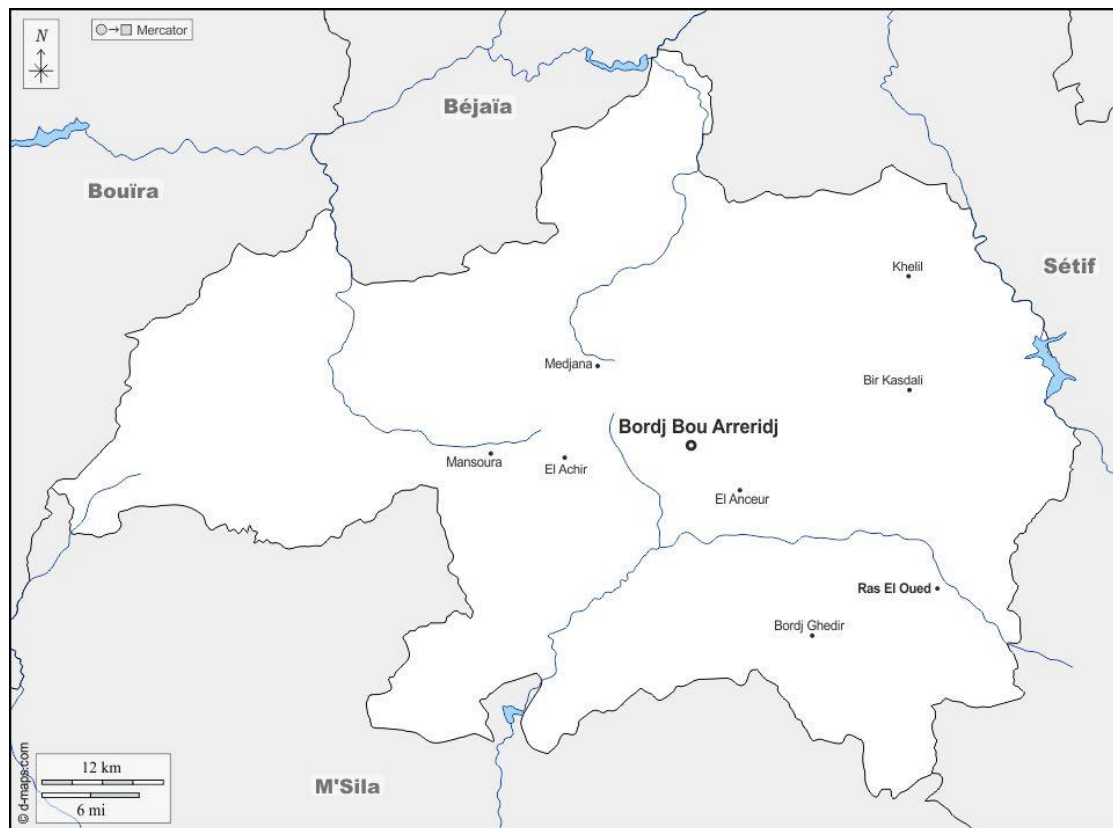 N
Mercator
Béjaïa
Bouïra
Sétif
Khelil
Medjana
Bir Kasdali
Bordj Bou Arreridj
Mansoura
El Achir
El Anceur
Ras El Oued
Bordj Ghedir
M'Sila
12 km
6 mi
© d-maps.com